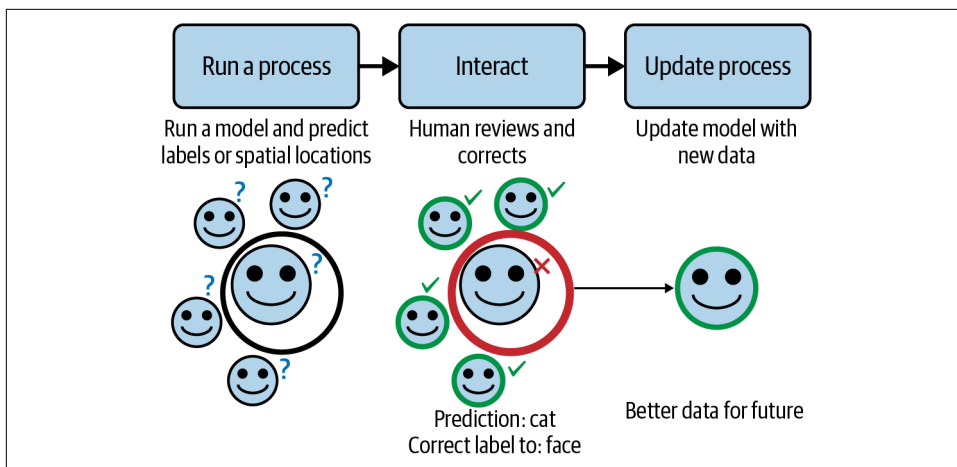 Run a process
Interact
Update process
Run a model and predict
labels or spatial locations
Human reviews and
corrects
Update model with
new data
?
?
?
?
?
Prediction: cat
Correct label to: face
Better data for future